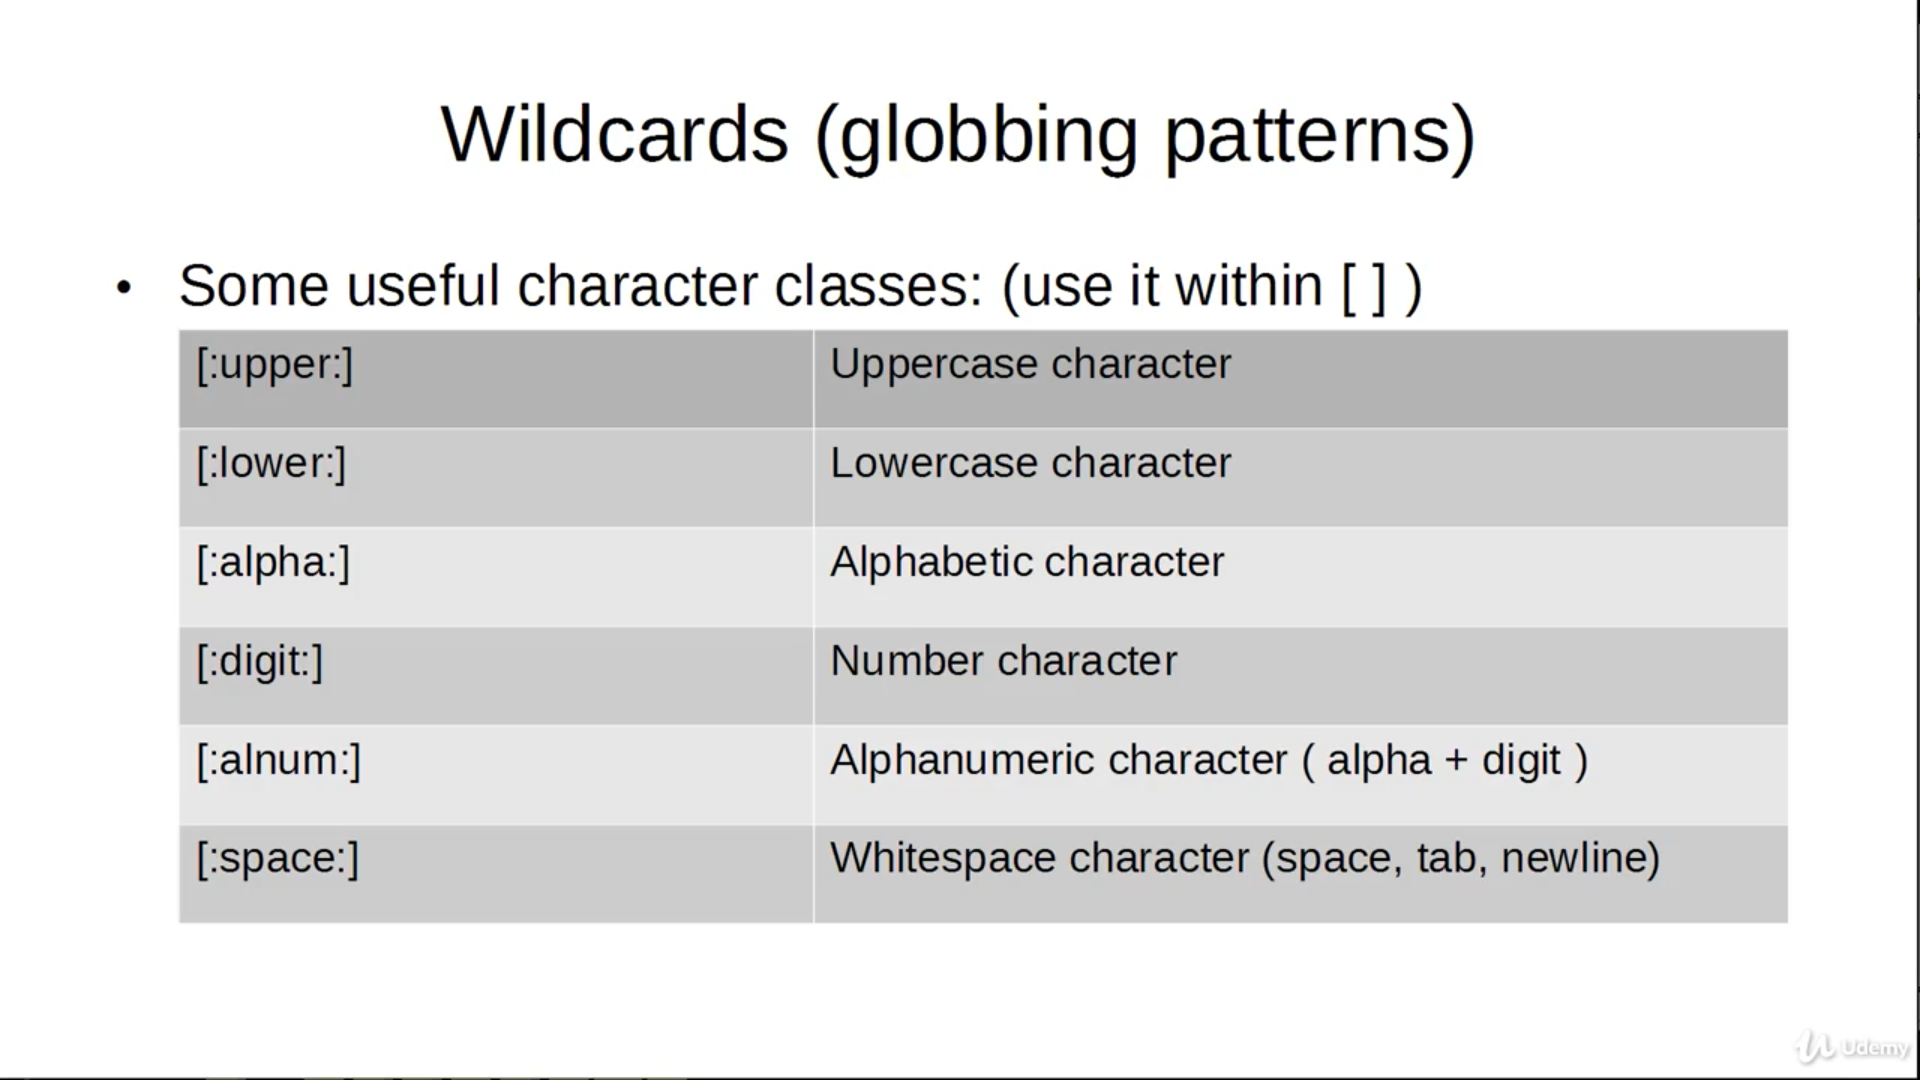 Wildcards (globbing patterns)
• Some useful character classes: (use it within [ ] )
[:upper:] Uppercase character
[:lower:] Lowercase character
[:alpha:] Alphabetic character
[:digit:] Number character
[:alnum:] Alphanumeric character ( alpha + digit )
[:space:] Whitespace character (space, tab, newline)
Udemy